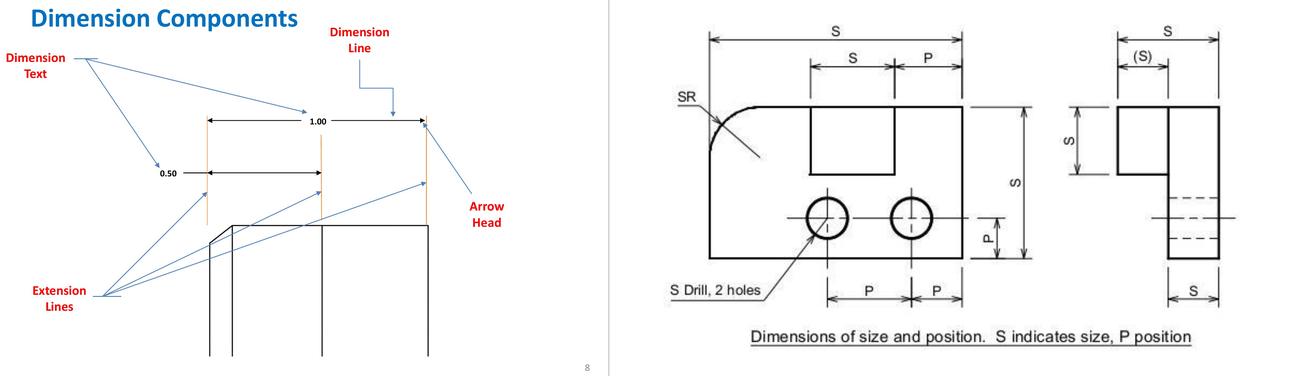 Dimension Components
Dimension
Line
Dimension
Text
1.00
0.50
Arrow
Head
Extension
Lines
8
S
S
P
SR
S
P
S Drill, 2 holes
P
P
S
(S)
S
S
Dimensions of size and position. S indicates size, P position